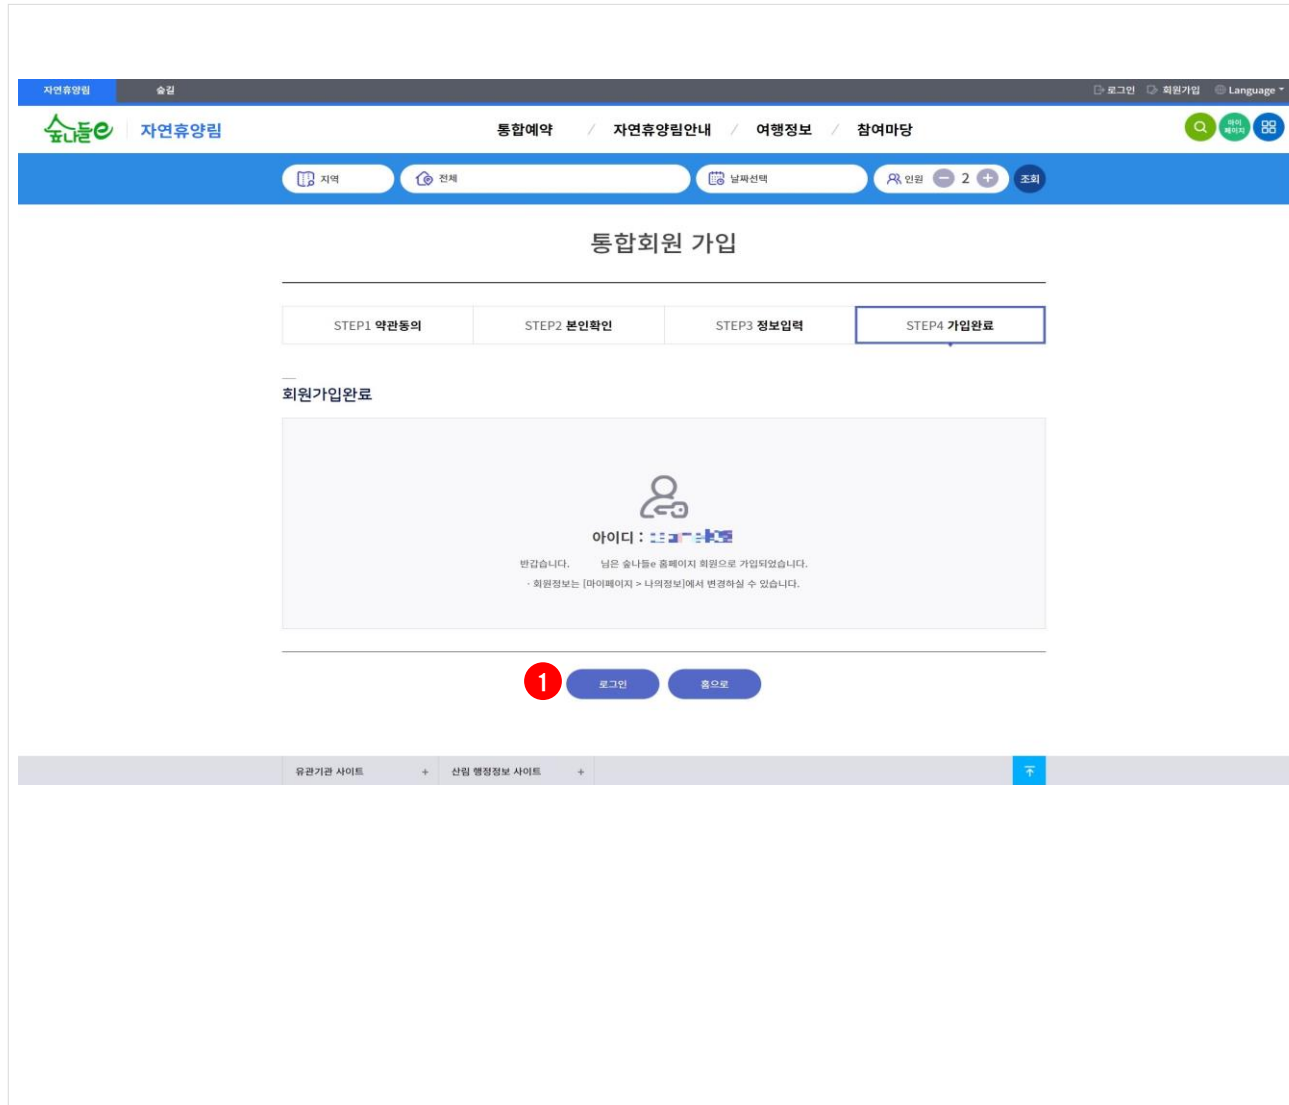 자연휴양림 숲길 로그인 회원가입 Language
숲나들e 자연휴양림 통합예약 / 자연휴양림안내 / 여행정보 / 참여마당 마이 페이지
지역 전체 날짜선택 인원 2 조회
통합회원 가입
STEP1 약관동의 STEP2 본인확인 STEP3 정보입력 STEP4 가입완료
회원가입완료
아이디 :
반갑습니다. 님은 숲나들e 홈페이지 회원으로 가입되었습니다.
· 회원정보는 [마이페이지 > 나의정보]에서 변경하실 수 있습니다.
1 로그인 홈으로
유관기관 사이트 + 산림 행정정보 사이트 +